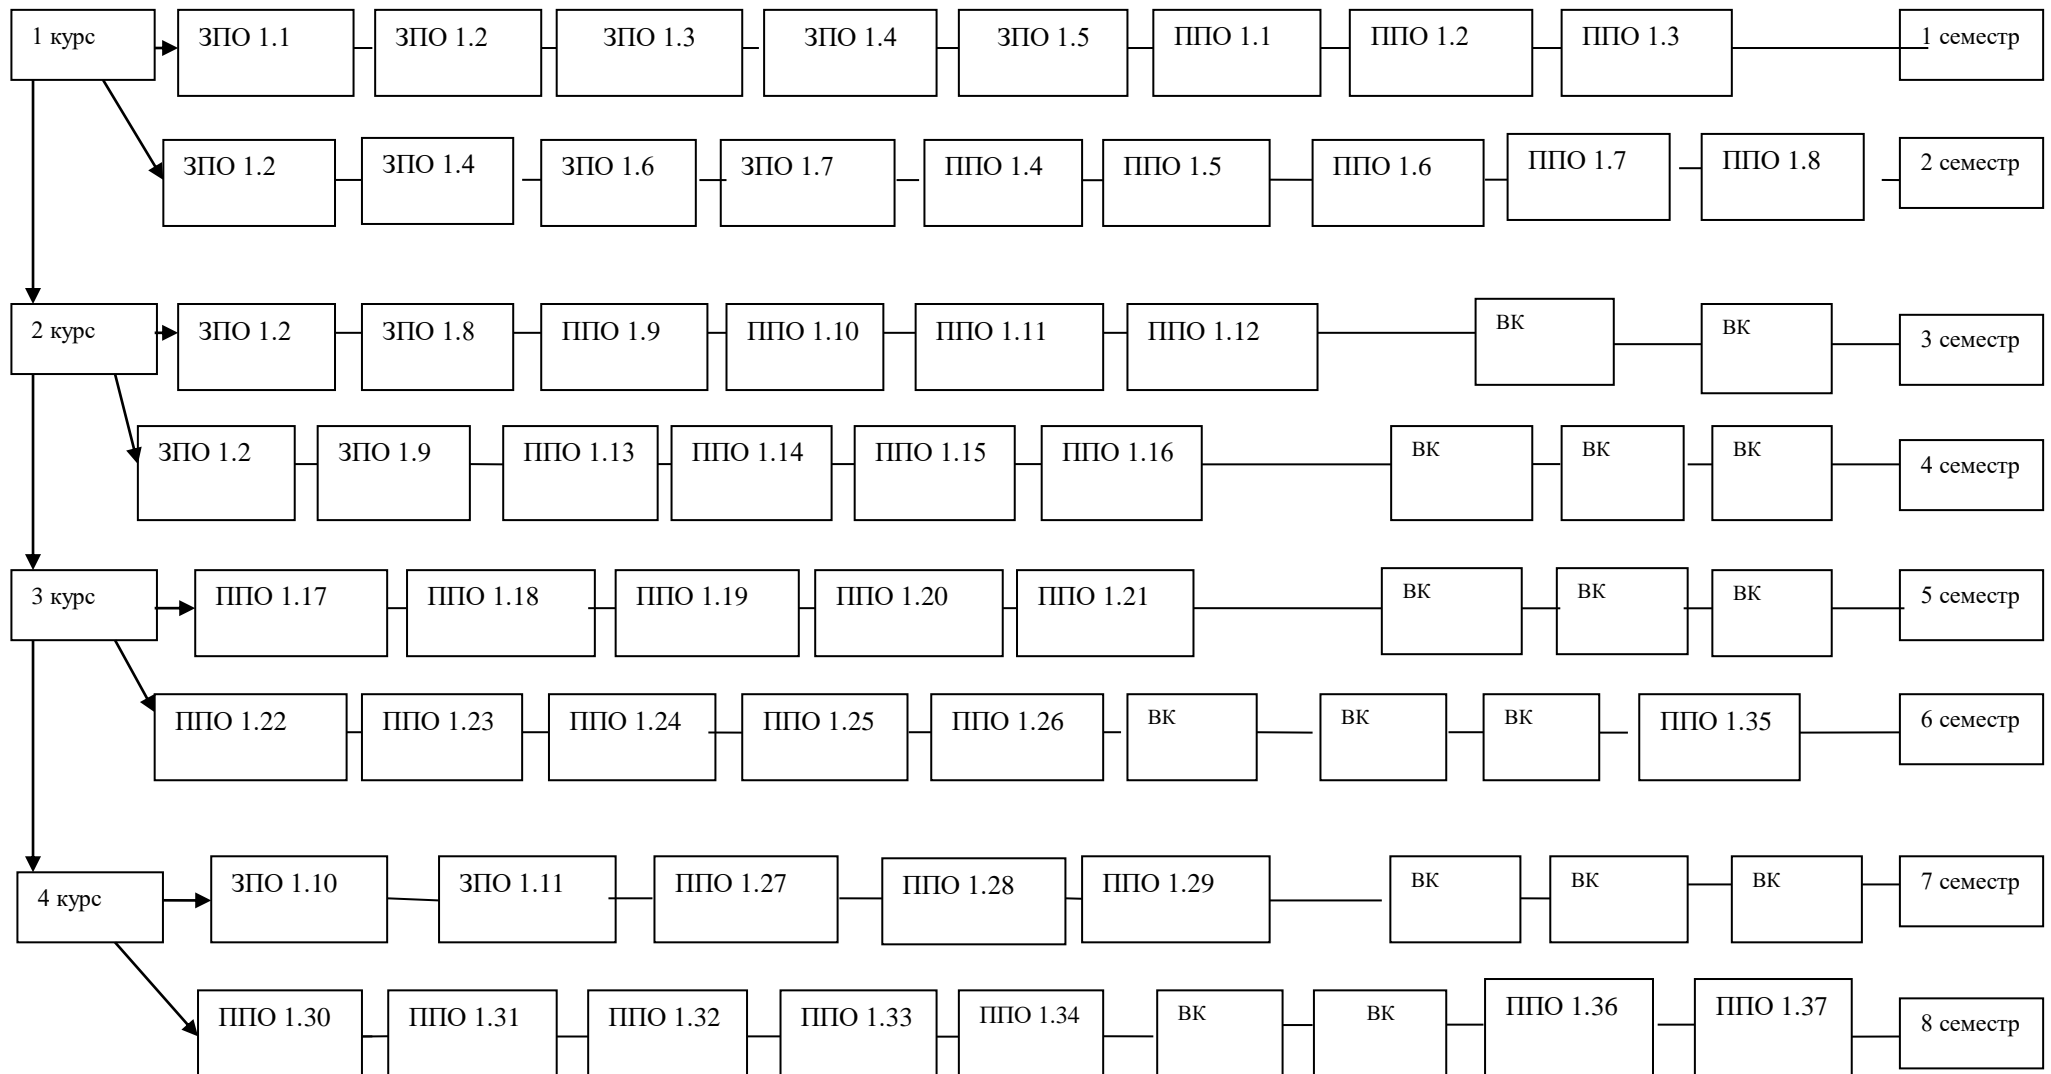 1 курс
ЗПО 1.1
ЗПО 1.2
ЗПО 1.3
ЗПО 1.4
ЗПО 1.5
ППО 1.1
ППО 1.2
ППО 1.3
1 семестр
ЗПО 1.2
ЗПО 1.4
ЗПО 1.6
ЗПО 1.7
ППО 1.4
ППО 1.5
ППО 1.6
ППО 1.7
ППО 1.8
2 семестр
2 курс
ЗПО 1.2
ЗПО 1.8
ППО 1.9
ППО 1.10
ППО 1.11
ППО 1.12
ВК
ВК
3 семестр
ЗПО 1.2
ЗПО 1.9
ППО 1.13
ППО 1.14
ППО 1.15
ППО 1.16
ВК
ВК
ВК
4 семестр
3 курс
ППО 1.17
ППО 1.18
ППО 1.19
ППО 1.20
ППО 1.21
ВК
ВК
ВК
5 семестр
ППО 1.22
ППО 1.23
ППО 1.24
ППО 1.25
ППО 1.26
ВК
ВК
ВК
ППО 1.35
6 семестр
4 курс
ЗПО 1.10
ЗПО 1.11
ППО 1.27
ППО 1.28
ППО 1.29
ВК
ВК
ВК
7 семестр
ППО 1.30
ППО 1.31
ППО 1.32
ППО 1.33
ППО 1.34
ВК
ВК
ППО 1.36
ППО 1.37
8 семестр